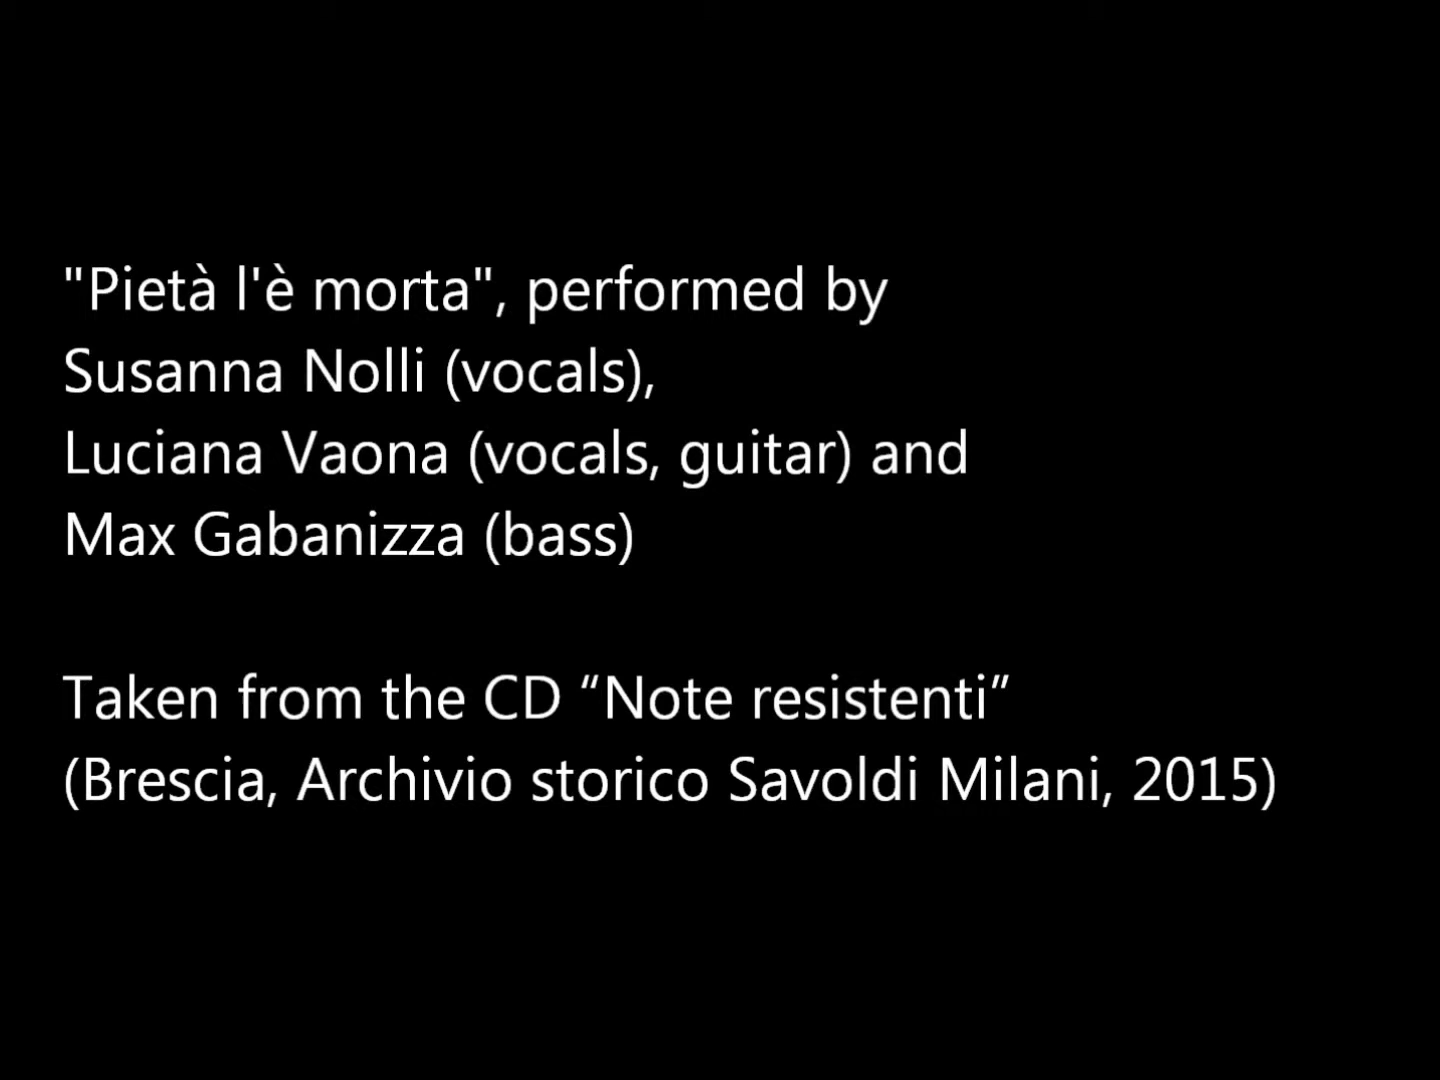 "Pietà l'è morta", performed by
Susanna Nolli (vocals),
Luciana Vaona (vocals, guitar) and
Max Gabanizza (bass)
Taken from the CD “Note resistenti”
(Brescia, Archivio storico Savoldi Milani, 2015)